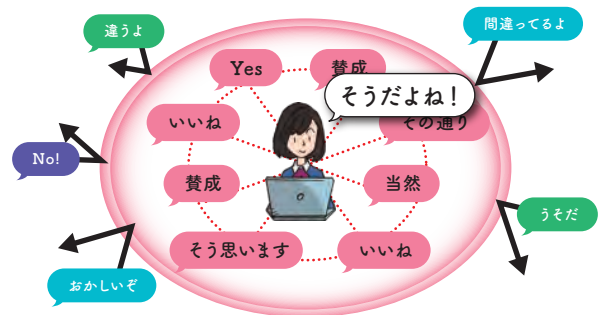 違うよ
間違ってるよ
Yes
賛成
そうだよね！
いいね
その通り
No!
賛成
当然
うそだ
そう思います
いいね
おかしいぞ